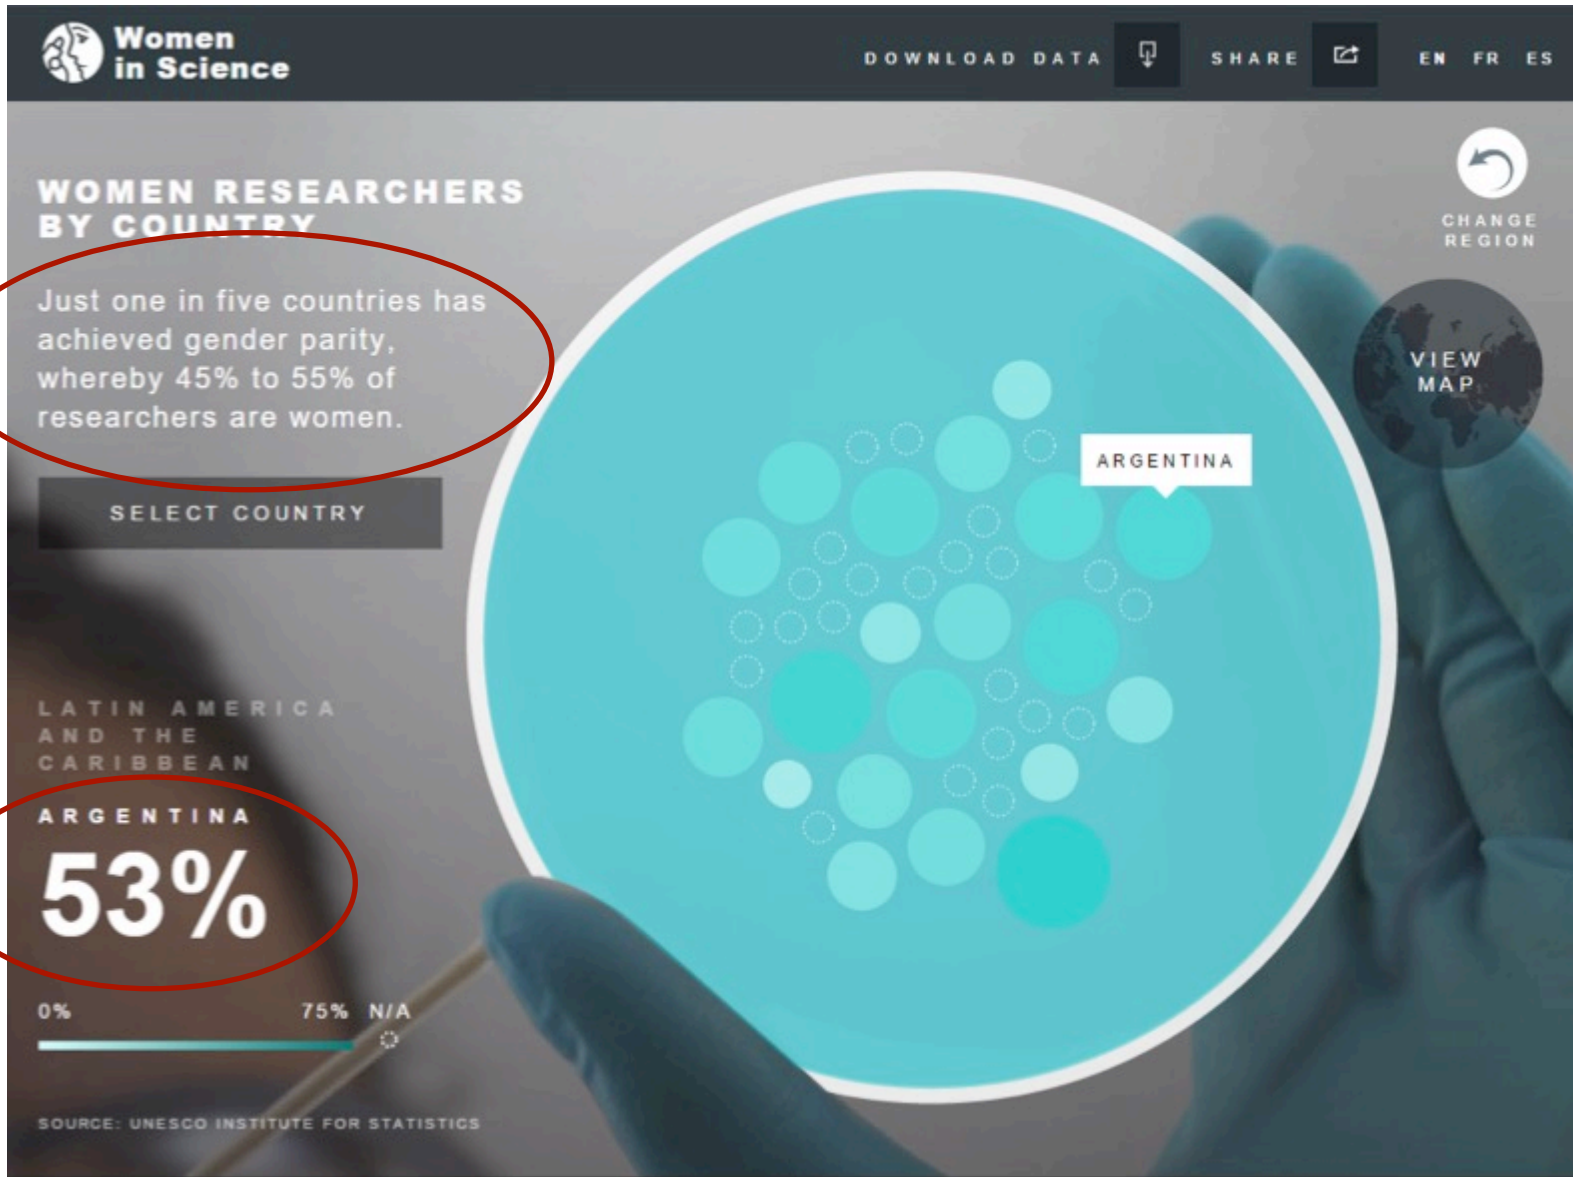 Women
in Science
DOWNLOAD DATA
SHARE
EN FR ES
WOMEN RESEARCHERS
BY COUNTRY
Just one in five countries has
achieved gender parity,
whereby 45% to 55% of
researchers are women.
SELECT COUNTRY
CHANGE
REGION
VIEW
MAP
ARGENTINA
LATIN AMERICA
AND THE
CARIBBEAN
ARGENTINA
53%
0% 75% N/A
SOURCE: UNESCO INSTITUTE FOR STATISTICS